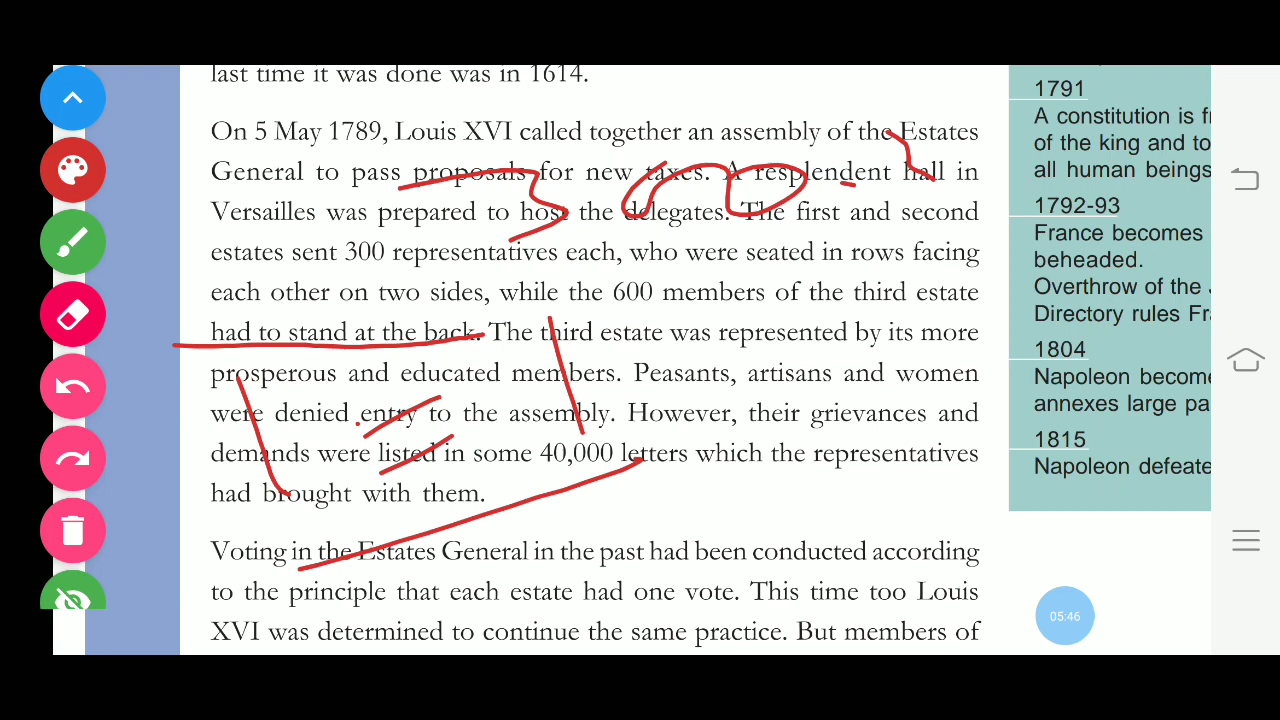 last time it was done was in 1614.
On 5 May 1789, Louis XVI called together an assembly of the Estates
General to pass proposals for new taxes. A resplendent hall in
Versailles was prepared to host the delegates. The first and second
estates sent 300 representatives each, who were seated in rows facing
each other on two sides, while the 600 members of the third estate
had to stand at the back. The third estate was represented by its more
prosperous and educated members. Peasants, artisans and women
were denied entry to the assembly. However, their grievances and
demands were listed in some 40,000 letters which the representatives
had brought with them.
Voting in the Estates General in the past had been conducted according
to the principle that each estate had one vote. This time too Louis
XVI was determined to continue the same practice. But members of
300
1791
A constitution is
of the king and to
all human beings
1792-93
France becomes
beheaded.
Overthrow of the
Directory rules
1804
Napoleon
annexes large
1815
Napoleon
05:46